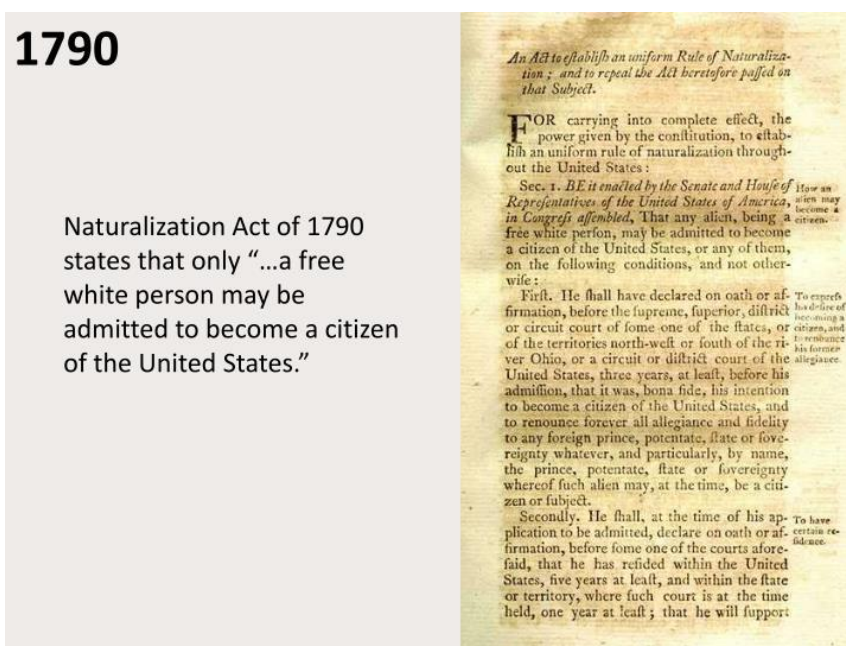 1790
Naturalization Act of 1790
states that only “…a free
white person may be
admitted to become a citizen
of the United States.”
An Act to eſtabliſh an uniform Rule of Naturaliza-
tion ; and to repeal the Act heretofore paſſed on
that Subject.
FOR carrying into complete effect, the
power given by the conſtitution, to eſtab-
liſh an uniform rule of naturalization through-
out the United States :
Sec. 1. BE it enacted by the Senate and Houſe of
Repreſentatives of the United States of America,
in Congreſs aſſembled, That any alien, being a
free white perſon, may be admitted to become
a citizen of the United States, or any of them,
on the following conditions, and not other-
wiſe :
How an
alien may
become a
citizen.
Firſt. He ſhall have declared on oath or af-
firmation, before the ſupreme, ſuperior, diſtrict
or circuit court of ſome one of the ſtates, or
of the territories north-weſt or ſouth of the ri-
ver Ohio, or a circuit or diſtrict court of the
United States, three years, at leaſt, before his
admiſſion, that it was, bona fide, his intention
to become a citizen of the United States, and
to renounce forever all allegiance and fidelity
to any foreign prince, potentate, ſtate or ſove-
reignty whatever, and particularly, by name,
the prince, potentate, ſtate or ſovereignty
whereof ſuch alien may, at the time, be a citi-
zen or ſubject.
To expreſs
his deſire of
becoming a
citizen, and
to renounce
his former
allegiance.
Secondly. He ſhall, at the time of his ap-
plication to be admitted, declare on oath or af-
firmation, before ſome one of the courts afore-
ſaid, that he has reſided within the United
States, five years at leaſt, and within the ſtate
or territory, where ſuch court is at the time
held, one year at leaſt ; that he will ſupport
To have
certain re-
ſidence.